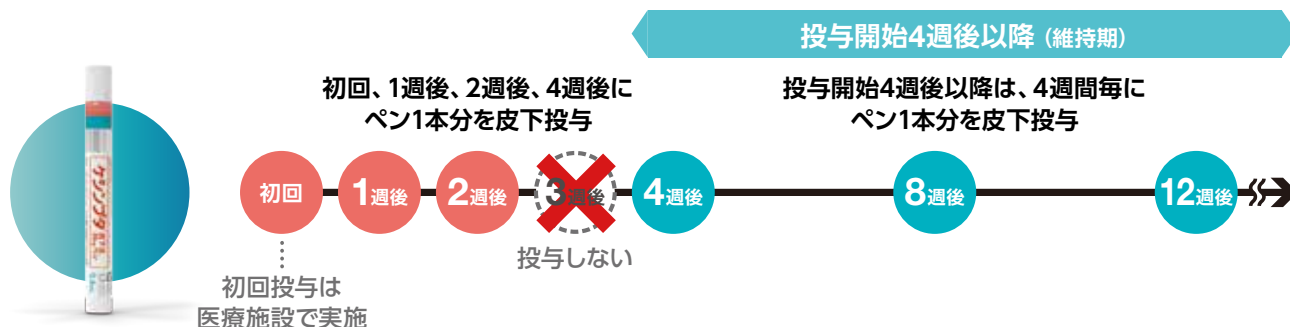 投与開始4週後以降（維持期）
初回、1週後、2週後、4週後に
ペン1本分を皮下投与
投与開始4週後以降は、4週間毎に
ペン1本分を皮下投与
ケシンプタ
初回
1週後
2週後
3週後
4週後
8週後
12週後
投与しない
初回投与は
医療施設で実施